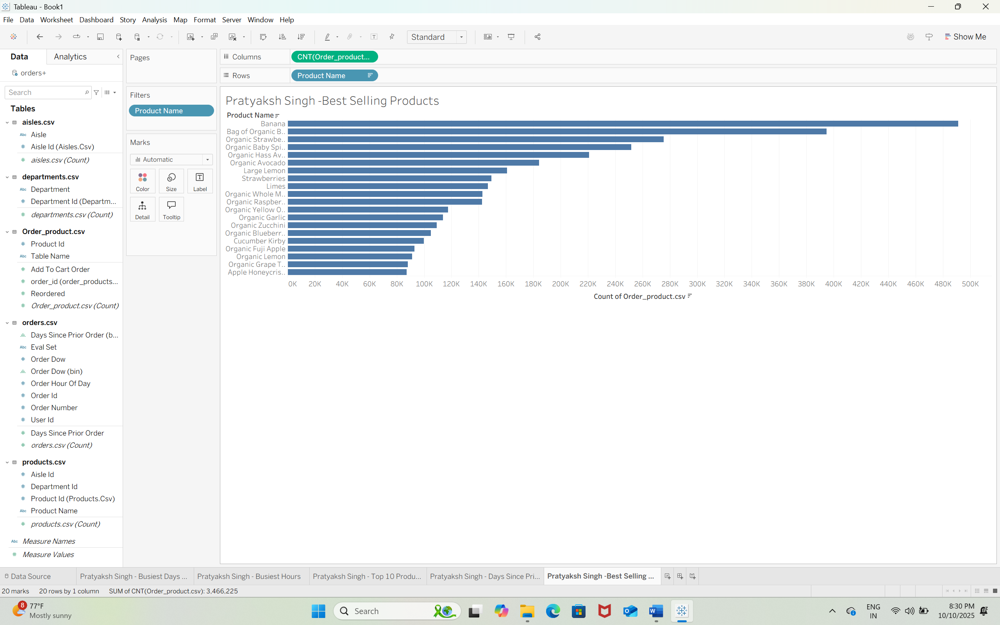 Tableau - Book1
File Data Worksheet Dashboard Story Analysis Map Format Server Window Help
Standard
Show Me
Data Analytics
orders+
Search
Tables
aisles.csv
Abc Aisle
# Aisle Id (Aisles.Csv)
# aisles.csv (Count)
departments.csv
Abc Department
# Department Id (Departm...
# departments.csv (Count)
Order_product.csv
# Product Id
Abc Table Name
# Add To Cart Order
# order_id (order_products...
# Reordered
# Order_product.csv (Count)
orders.csv
Days Since Prior Order (b...
Abc Eval Set
# Order Dow
Order Dow (bin)
# Order Hour Of Day
# Order Id
# Order Number
# User Id
# Days Since Prior Order
# orders.csv (Count)
products.csv
# Aisle Id
# Department Id
# Product Id (Products.Csv)
Abc Product Name
# products.csv (Count)
Abc Measure Names
# Measure Values
Pages
Filters
Product Name
Marks
Automatic
Color Size Label
Detail Tooltip
Columns CNT(Order_product...
Rows Product Name
Pratyaksh Singh -Best Selling Products
Product Name
Banana
Bag of Organic B..
Organic Strawbe..
Organic Baby Spi..
Organic Hass Av..
Organic Avocado
Large Lemon
Strawberries
Limes
Organic Whole M..
Organic Raspber..
Organic Yellow O..
Organic Garlic
Organic Zucchini
Organic Blueberr..
Cucumber Kirby
Organic Fuji Apple
Organic Lemon
Organic Grape T..
Apple Honeycris..
0K 20K 40K 60K 80K 100K 120K 140K 160K 180K 200K 220K 240K 260K 280K 300K 320K 340K 360K 380K 400K 420K 440K 460K 480K 500K
Count of Order_product.csv
Data Source Pratyaksh Singh - Busiest Days ... Pratyaksh Singh - Busiest Hours Pratyaksh Singh - Top 10 Produ... Pratyaksh Singh - Days Since Pri... Pratyaksh Singh -Best Selling ...
20 marks 20 rows by 1 column SUM of CNT(Order_product.csv): 3,466,225
8
77°F
Mostly sunny
Search
ENG
IN
8:30 PM
10/10/2025